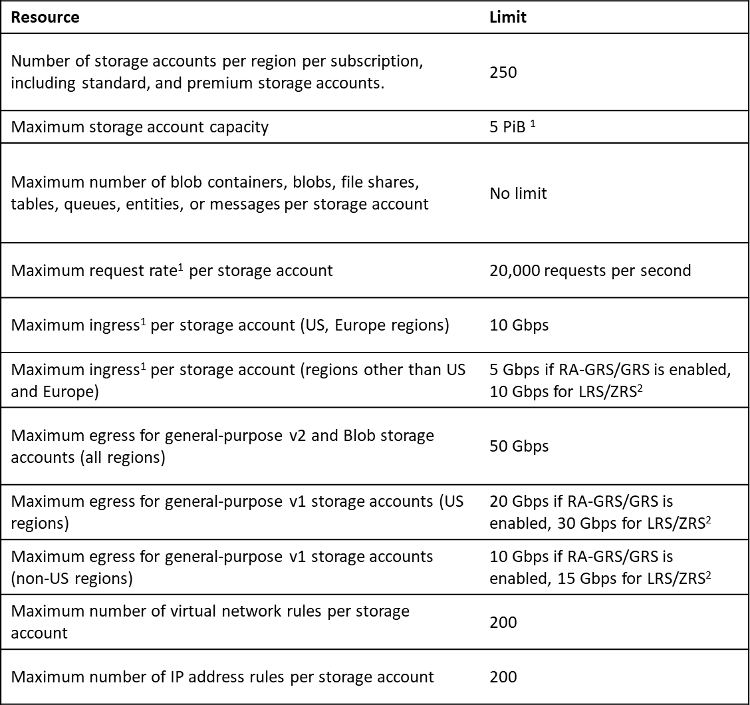 Resource Limit
Number of storage accounts per region per subscription,
including standard, and premium storage accounts.
250
Maximum storage account capacity 5 PiB ¹
Maximum number of blob containers, blobs, file shares,
tables, queues, entities, or messages per storage account
No limit
Maximum request rate¹ per storage account 20,000 requests per second
Maximum ingress¹ per storage account (US, Europe regions) 10 Gbps
Maximum ingress¹ per storage account (regions other than US
and Europe)
5 Gbps if RA-GRS/GRS is enabled,
10 Gbps for LRS/ZRS²
Maximum egress for general-purpose v2 and Blob storage
accounts (all regions)
50 Gbps
Maximum egress for general-purpose v1 storage accounts (US
regions)
20 Gbps if RA-GRS/GRS is
enabled, 30 Gbps for LRS/ZRS²
Maximum egress for general-purpose v1 storage accounts
(non-US regions)
10 Gbps if RA-GRS/GRS is
enabled, 15 Gbps for LRS/ZRS²
Maximum number of virtual network rules per storage
account
200
Maximum number of IP address rules per storage account 200